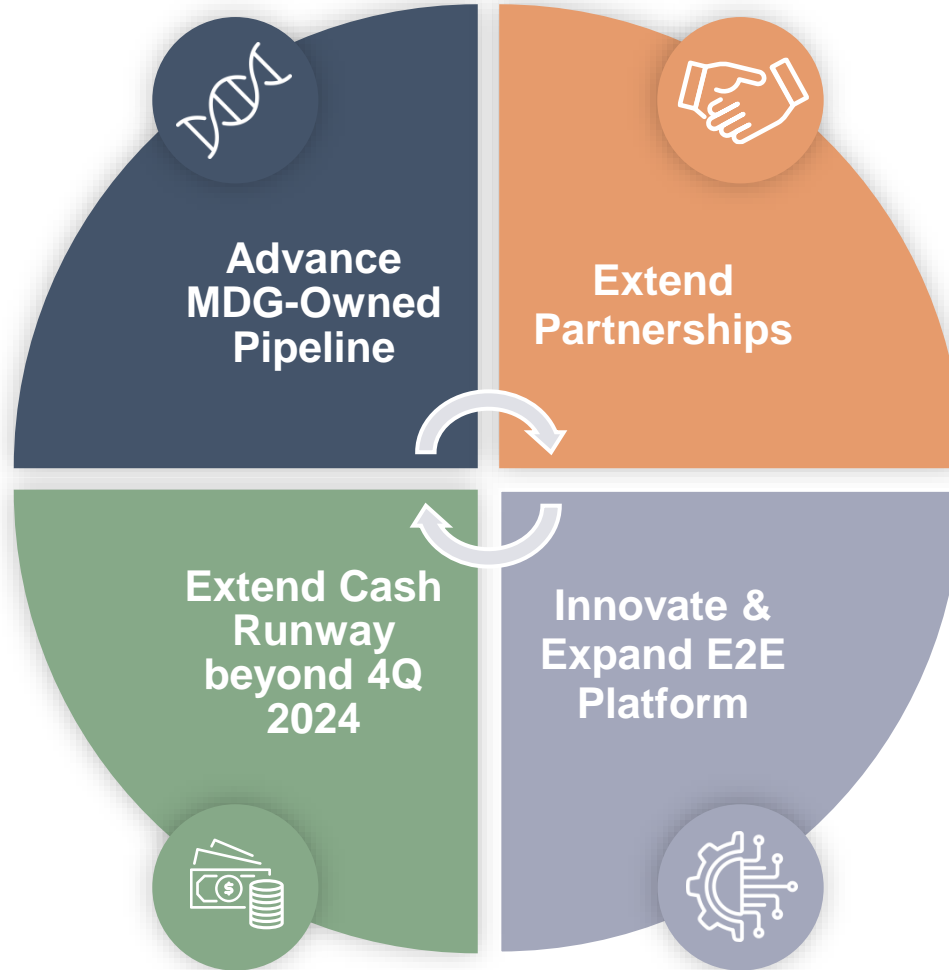 Advance
MDG-Owned
Pipeline
Extend
Partnerships
Extend Cash
Runway
beyond 4Q
2024
Innovate &
Expand E2E
Platform
$